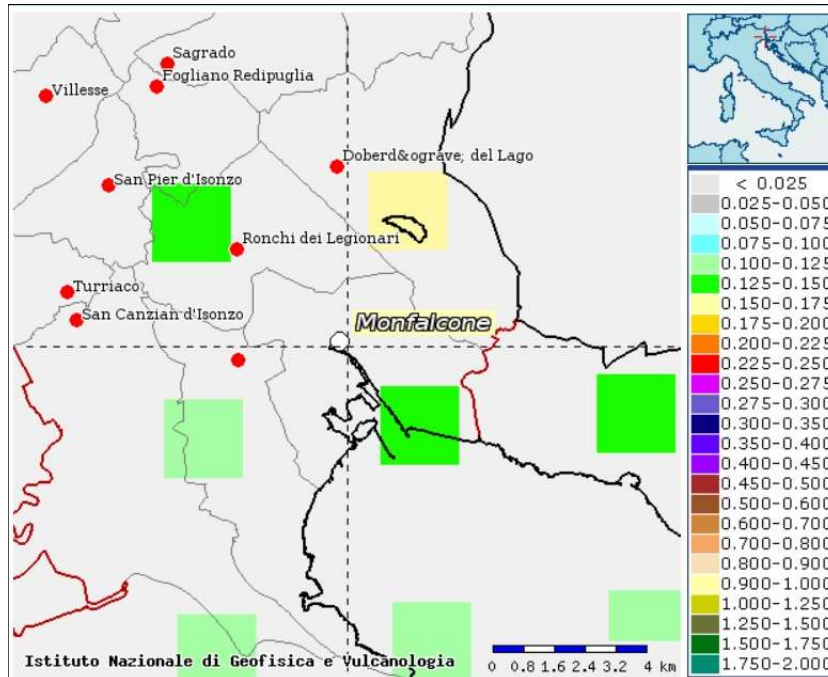 Sagrado
Fogliano Redipuglia
Villesse
Doberd&ograve; del Lago
San Pier d'Isonzo
Ronchi dei Legionari
Turriaco
San Canzian d'Isonzo
Monfalcone
Istituto Nazionale di Geofisica e Vulcanologia
0 0.8 1.6 2.4 3.2 4 km
< 0.025
0.025-0.050
0.050-0.075
0.075-0.100
0.100-0.125
0.125-0.150
0.150-0.175
0.175-0.200
0.200-0.225
0.225-0.250
0.250-0.275
0.275-0.300
0.300-0.350
0.350-0.400
0.400-0.450
0.450-0.500
0.500-0.600
0.600-0.700
0.700-0.800
0.800-0.900
0.900-1.000
1.000-1.250
1.250-1.500
1.500-1.750
1.750-2.000